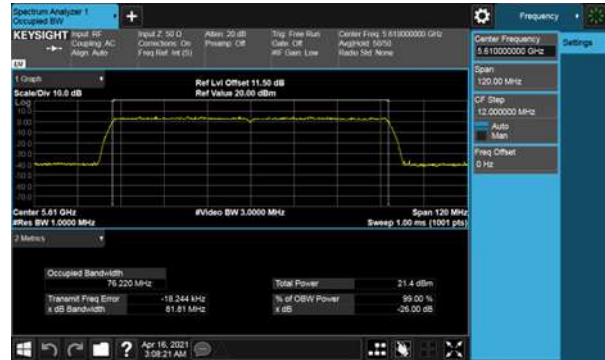 Spectrum Analyzer 1
Occupied BW
+
Frequency
KEYSIGHT
Input: RF
Coupling: AC
Align: Auto
Input Z: 50 Ω
Corrections: On
Freq Ref: Int (S)
Atten: 20 dB
Preamp: Off
Trig: Free Run
Gate: Off
#IF Gain: Low
Center Freq: 5.610000000 GHz
Avg|Hold: 50/50
Radio Std: None
Center Frequency
5.610000000 GHz
Settings
Span
120.00 MHz
CF Step
12.000000 MHz
Auto
Man
Freq Offset
0 Hz
1 Graph
Scale/Div 10.0 dB
Ref Lvl Offset 11.50 dB
Ref Value 20.00 dBm
Log
10.0
0.00
-10.0
-20.0
-30.0
-40.0
-50.0
-60.0
-70.0
Center 5.61 GHz
#Res BW 1.0000 MHz
#Video BW 3.0000 MHz
Span 120 MHz
Sweep 1.00 ms (1001 pts)
2 Metrics
Occupied Bandwidth
76.220 MHz
Total Power 21.4 dBm
Transmit Freq Error -18.244 kHz
% of OBW Power 99.00 %
x dB Bandwidth 81.81 MHz
x dB -26.00 dB
?
Apr 16, 2021
3:08:21 AM